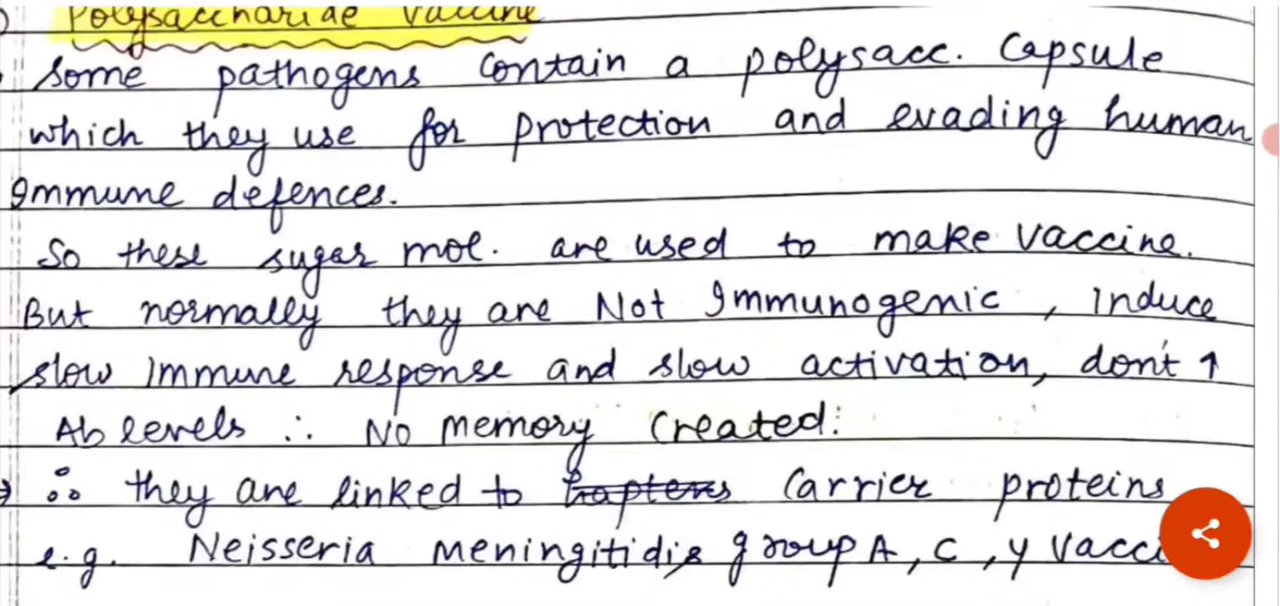 Polysaccharide Vaccine
Some pathogens contain a polysacc. Capsule
which they use for protection and evading human
Immune defences.
So these sugar mol. are used to make vaccine.
But normally they are Not Immunogenic, Induce
slow Immune response and slow activation, don't ↑
Ab levels ∴ No memory Created.
∴ they are linked to haptens Carrier proteins
e.g. Neisseria meningitidis group A, C, y